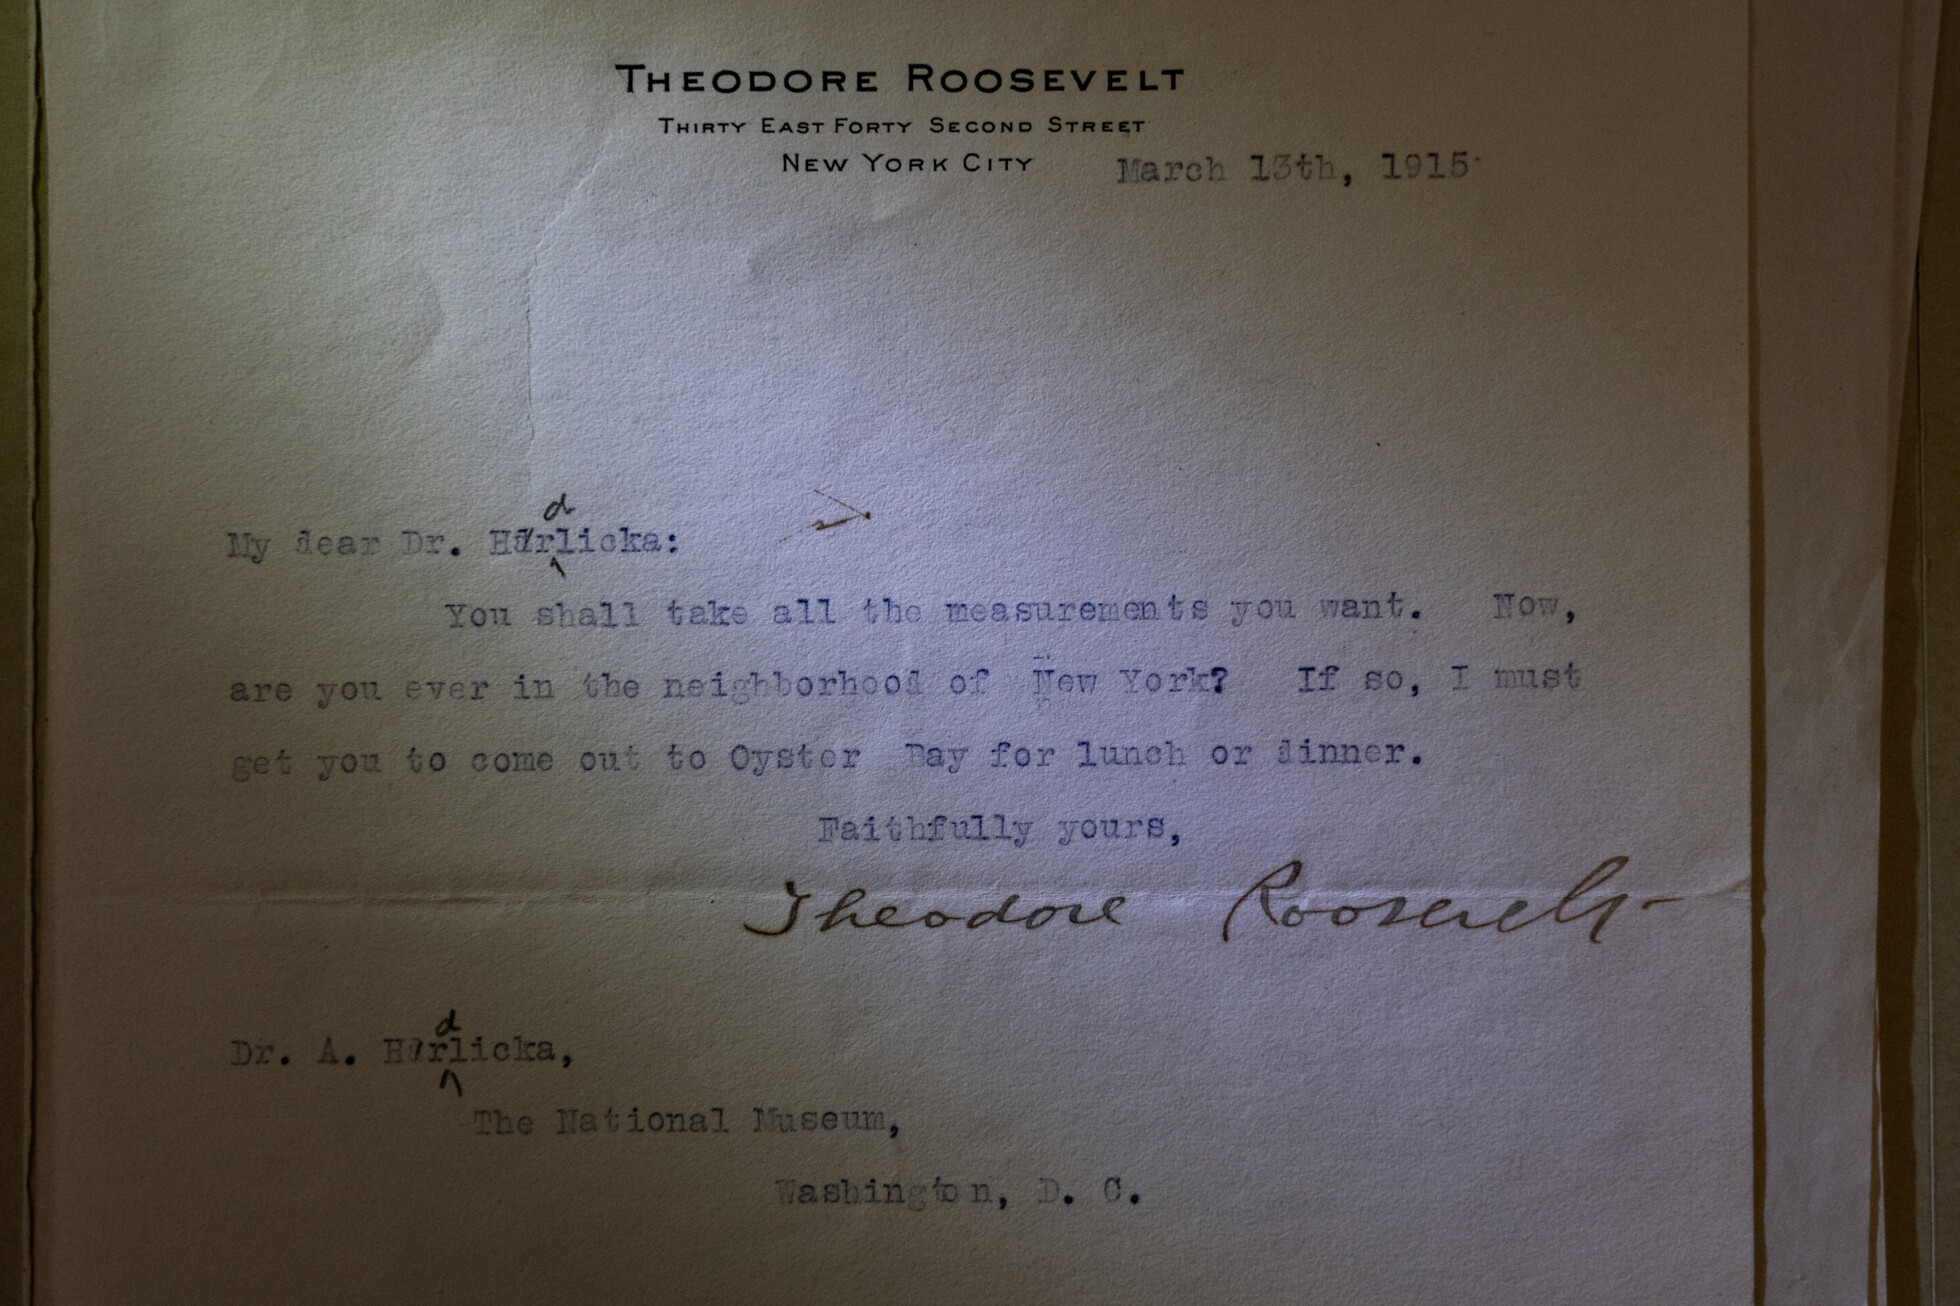 THEODORE ROOSEVELT
THIRTY EAST FORTY SECOND STREET
NEW YORK CITY
March 13th, 1915.
d
My dear Dr. Hdrlicka:
You shall take all the measurements you want. Now,
are you ever in the neighborhood of New York? If so, I must
get you to come out to Oyster Bay for lunch or dinner.
Faithfully yours,
Theodore Roosevelt
d
Dr. A. Hdrlicka,
The National Museum,
Washington, D. C.